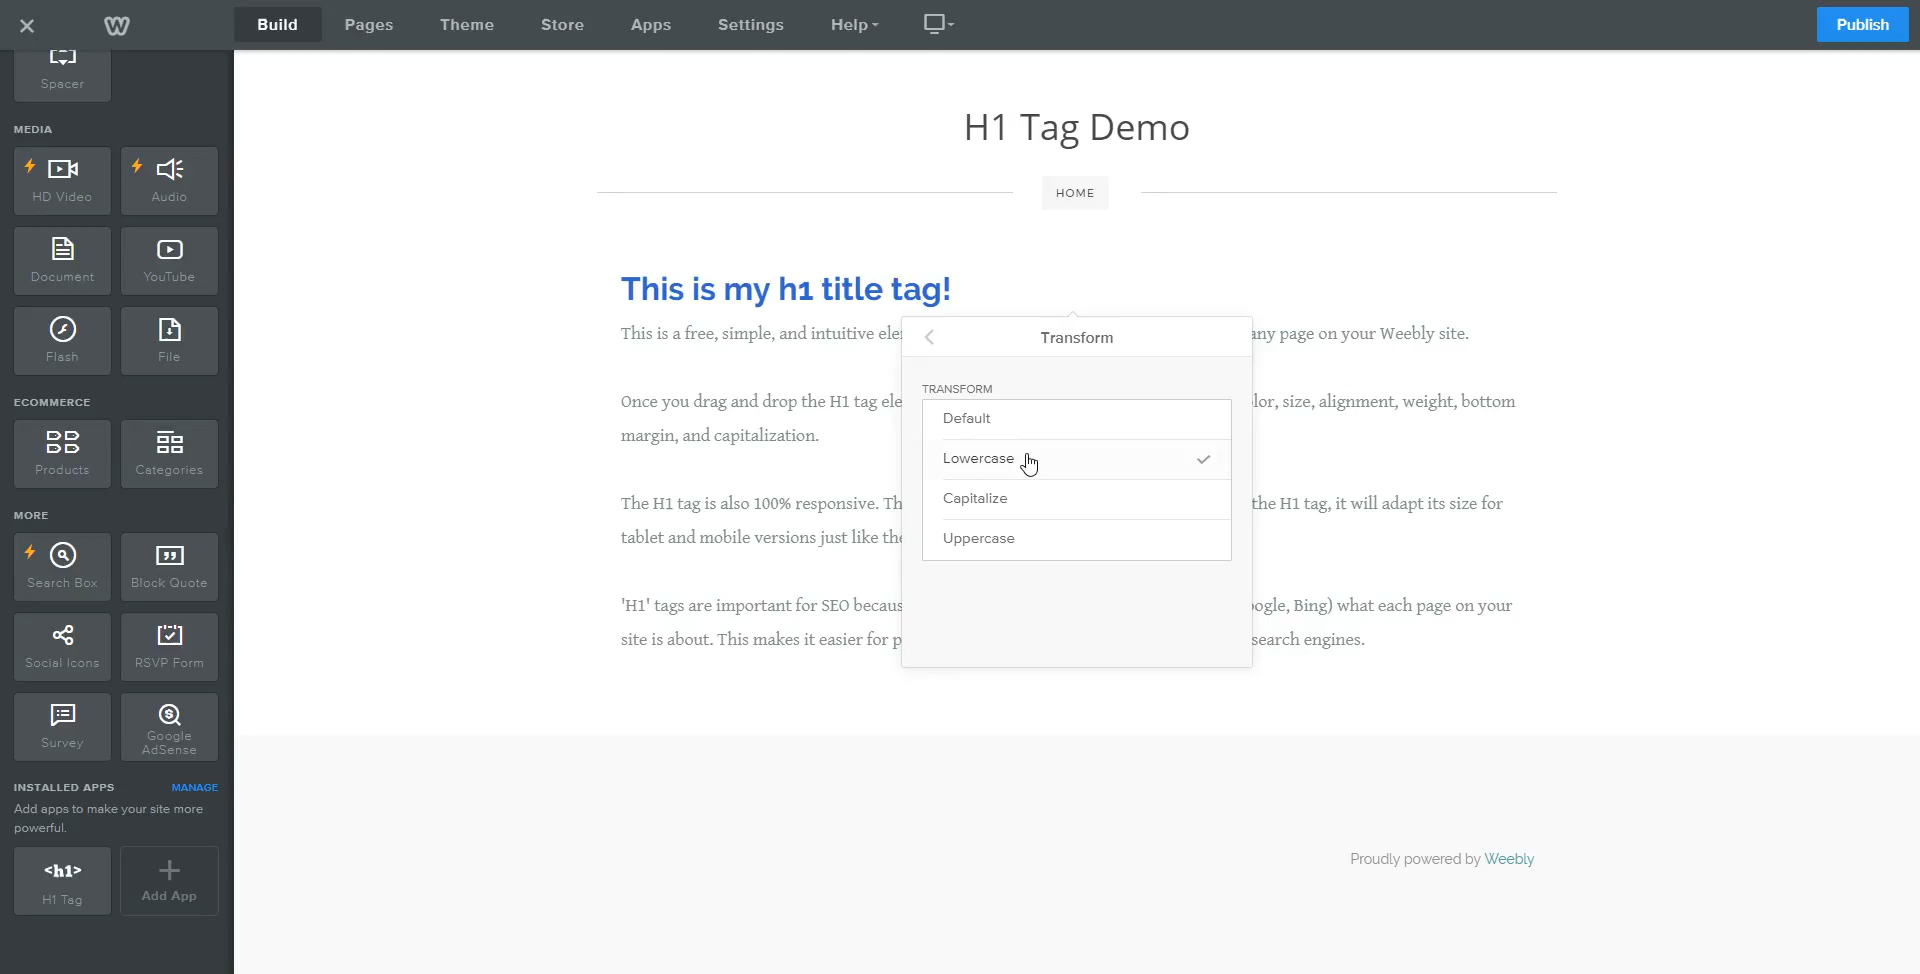 Build
Pages
Theme
Store
Apps
Settings
Help
Publish
Spacer
MEDIA
HD Video
Audio
Document
YouTube
Flash
File
ECOMMERCE
Products
Categories
MORE
Search Box
Block Quote
Social Icons
RSVP Form
Survey
Google
AdSense
INSTALLED APPS
MANAGE
Add apps to make your site more
powerful.
<h1>
H1 Tag
Add App
H1 Tag Demo
HOME
This is my h1 title tag!
This is a free, simple, and intuitive any page on your Weebly site.
Once you drag and drop the H1 tag size, alignment, weight, bottom
margin, and capitalization.
The H1 tag is also 100% responsive. the H1 tag, it will adapt its size for
tablet and mobile versions just like
'H1' tags are important for SEO Bing) what each page on your
site is about. This makes it easier for search engines.
Transform
TRANSFORM
Default
Lowercase
Capitalize
Uppercase
Proudly powered by Weebly